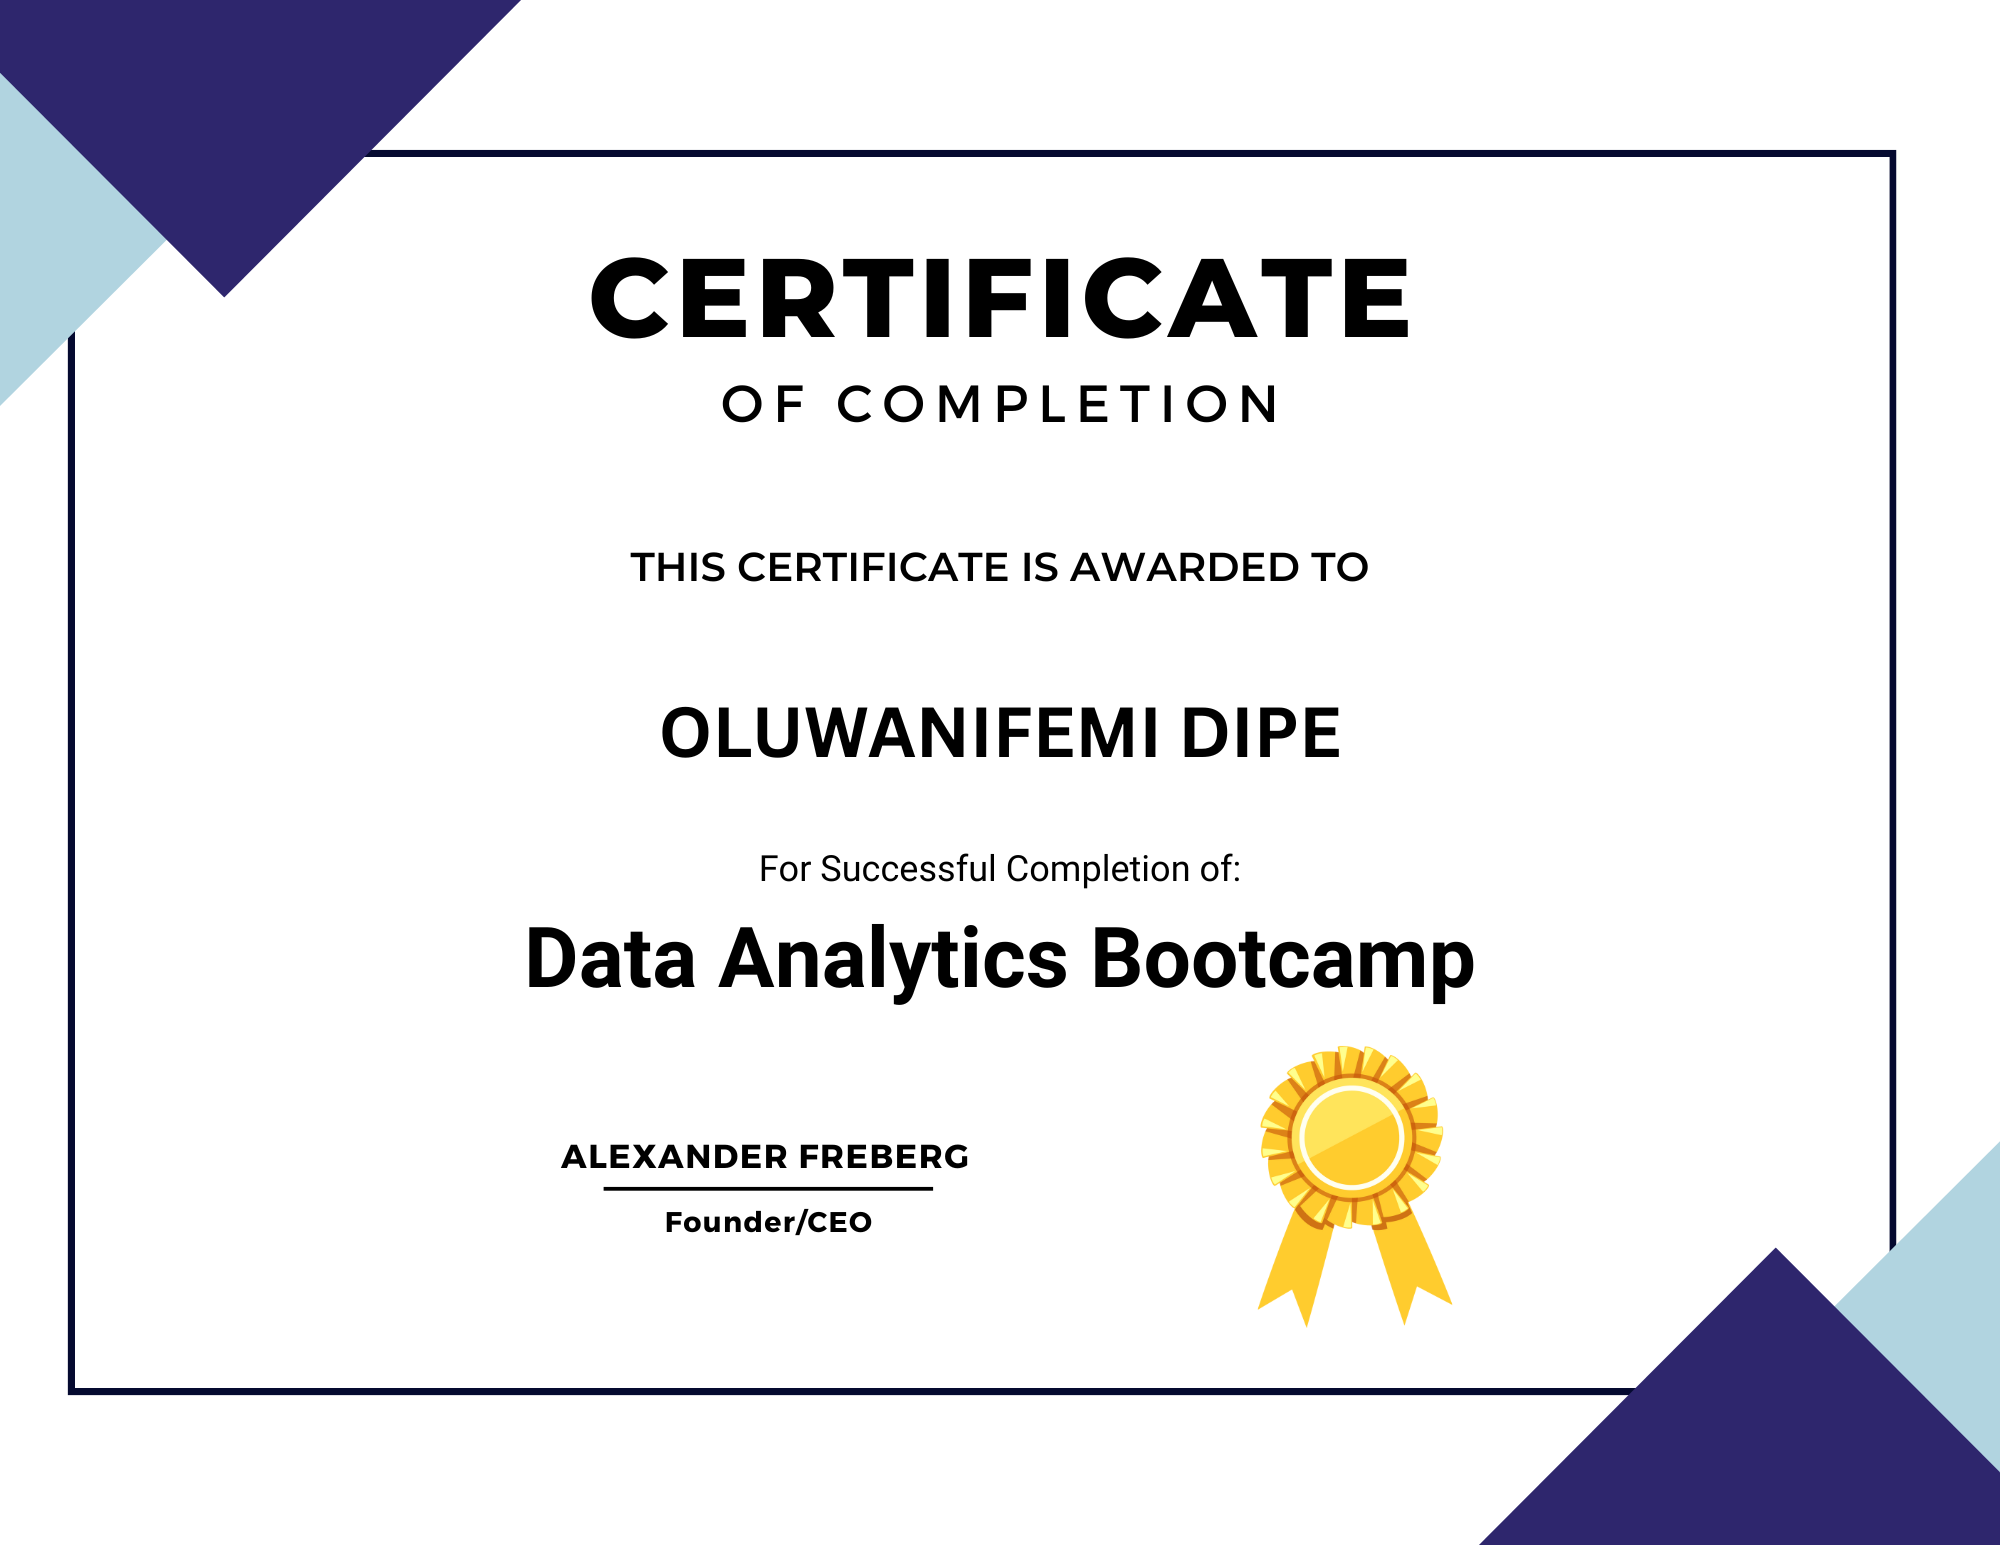 CERTIFICATE
OF COMPLETION
THIS CERTIFICATE IS AWARDED TO
OLUWANIFEMI DIPE
For Successful Completion of:
Data Analytics Bootcamp
ALEXANDER FREBERG
Founder/CEO